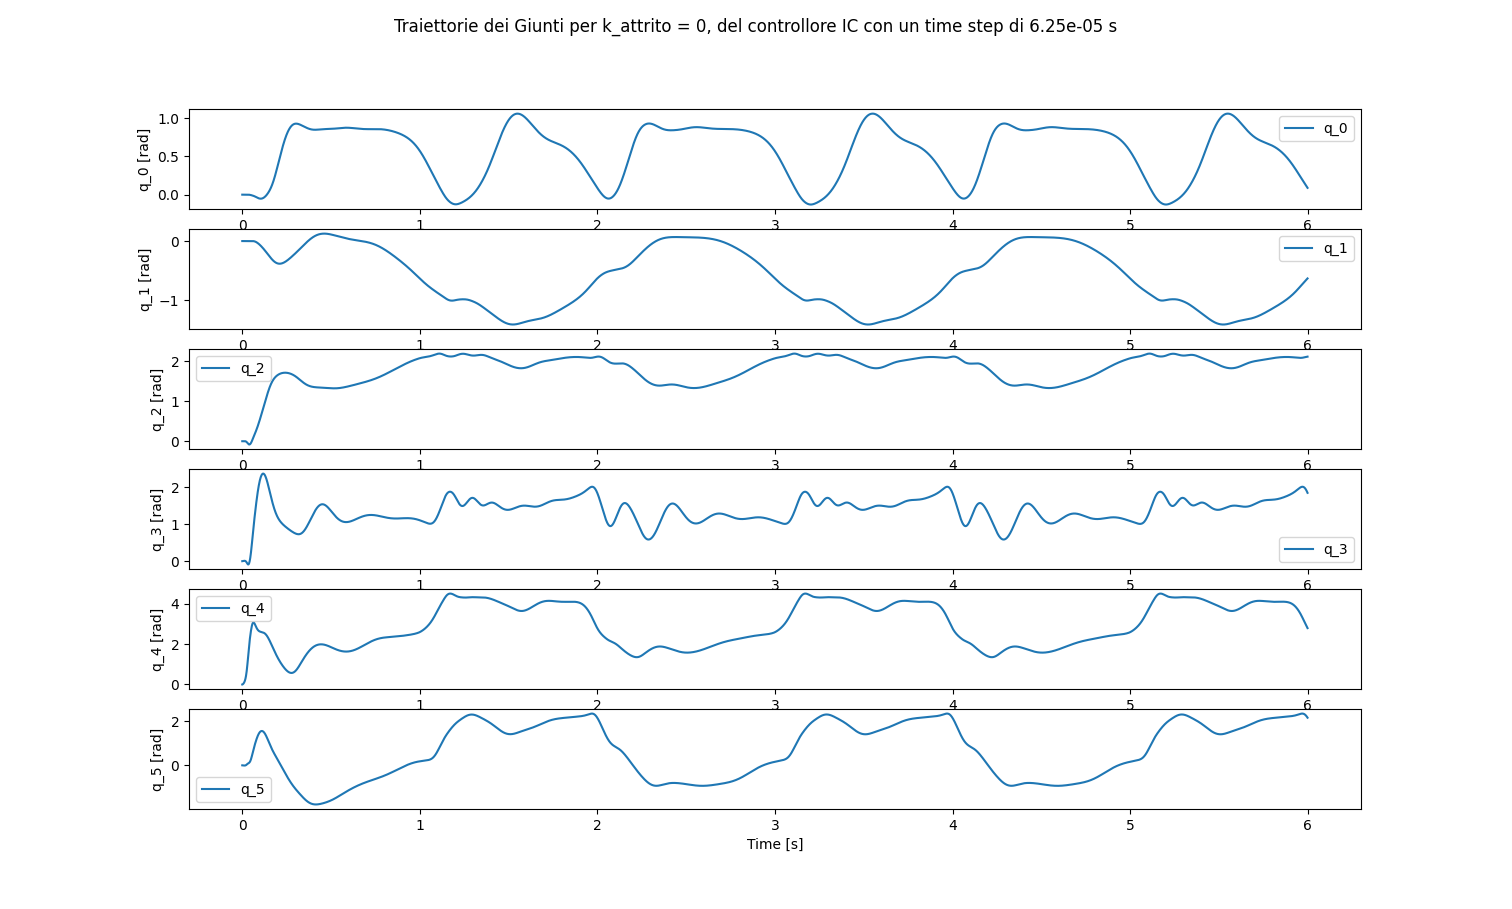 Traiettorie dei Giunti per k_attrito = 0, del controllore IC con un time step di 6.25e-05 s
q_0 [rad]
1.0
0.5
0.0
q_0
0 1 2 3 4 5 6
q_1 [rad]
0
−1
q_1
0 1 2 3 4 5 6
q_2 [rad]
2
1
0
q_2
0 1 2 3 4 5 6
q_3 [rad]
2
1
0
q_3
0 1 2 3 4 5 6
q_4 [rad]
4
2
0
q_4
0 1 2 3 4 5 6
q_5 [rad]
2
0
q_5
0 1 2 3 4 5 6
Time [s]